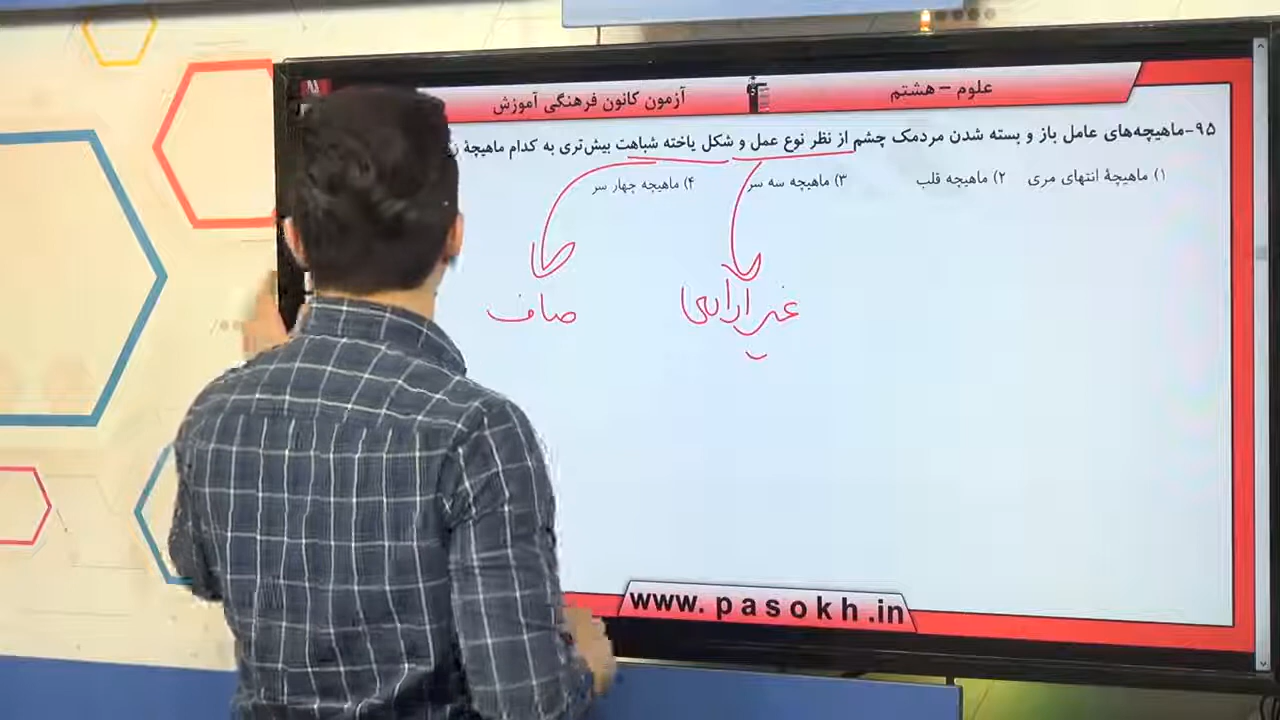 علوم – هشتم
آزمون کانون فرهنگی آموزش
۹۵-ماهیچه‌های عامل باز و بسته شدن مردمک چشم از نظر نوع عمل و شکل یاخته شباهت بیش‌تری به کدام ماهیچهٔ
۱) ماهیچهٔ انتهای مری ۲) ماهیچه قلب ۳) ماهیچه سه سر ۴) ماهیچه چهار سر
غیر ارادی صاف
www.pasokh.in